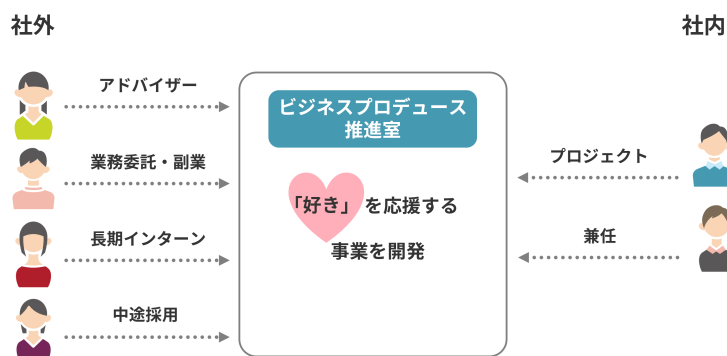 社外
社内
アドバイザー
業務委託・副業
長期インターン
中途採用
ビジネスプロデュース
推進室
「好き」を応援する
事業を開発
プロジェクト
兼任